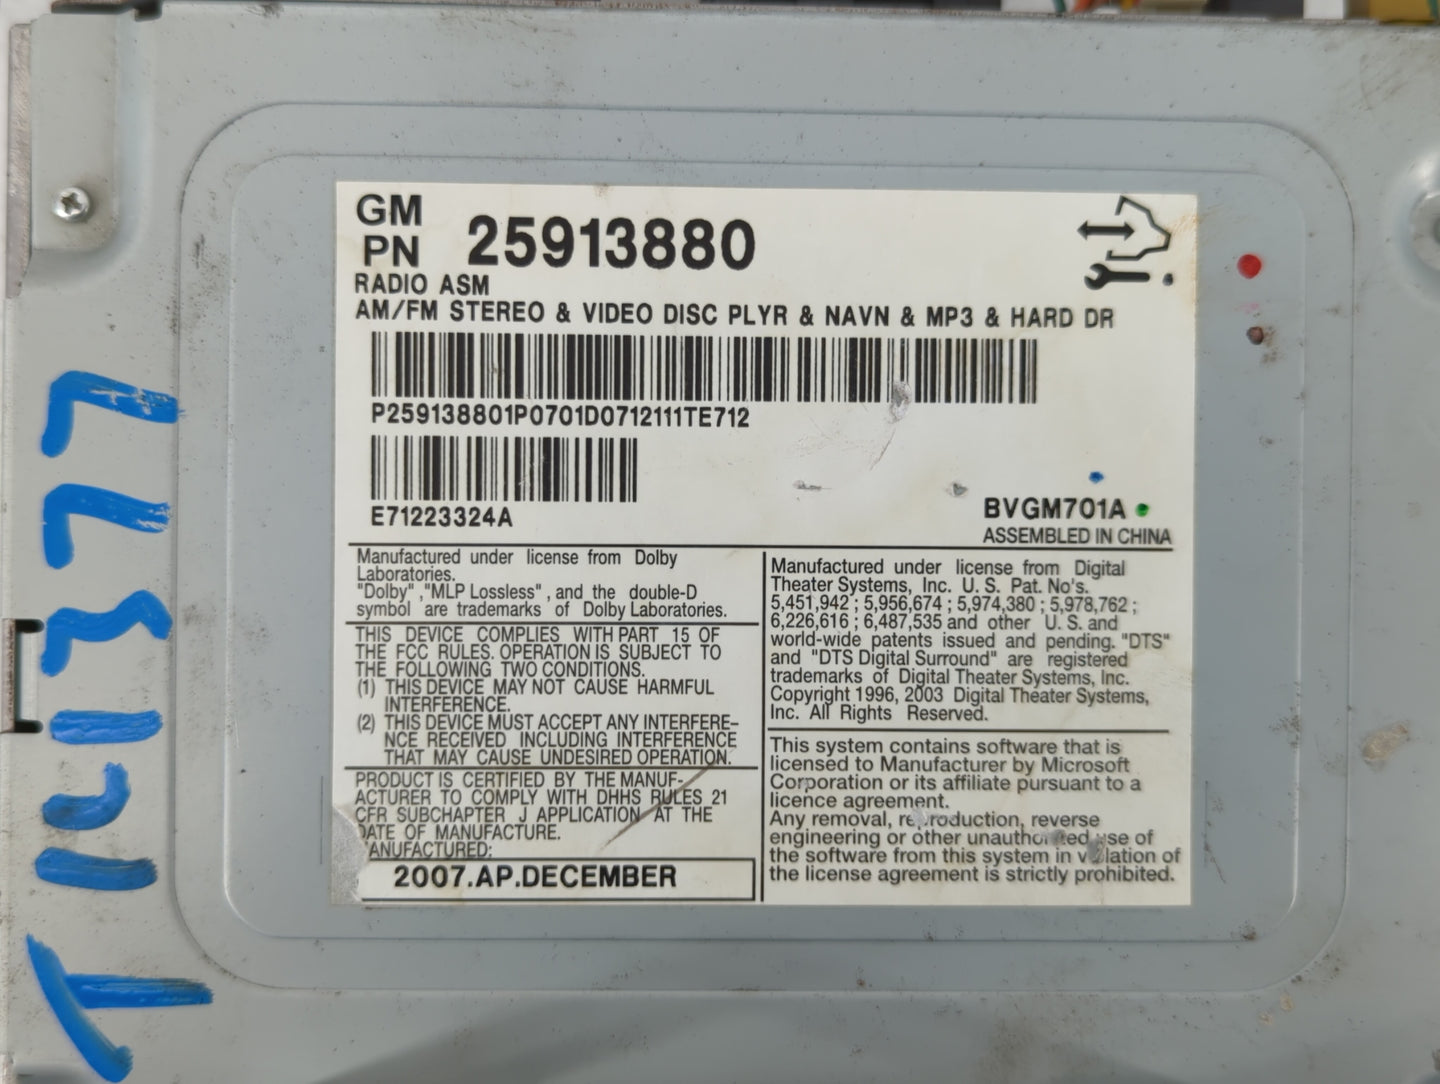 GM
PN 25913880
RADIO ASM
AM/FM STEREO & VIDEO DISC PLYR & NAVN & MP3 & HARD DR
P259138801P0701D0712111TE712
E71223324A
BVGM701A
ASSEMBLED IN CHINA
Manufactured under license from Dolby
Laboratories.
"Dolby" ,"MLP Lossless" , and the double-D
symbol are trademarks of Dolby Laboratories.
THIS DEVICE COMPLIES WITH PART 15 OF
THE FCC RULES. OPERATION IS SUBJECT TO
THE FOLLOWING TWO CONDITIONS.
(1) THIS DEVICE MAY NOT CAUSE HARMFUL
INTERFERENCE.
(2) THIS DEVICE MUST ACCEPT ANY INTERFERE-
NCE RECEIVED INCLUDING INTERFERENCE
THAT MAY CAUSE UNDESIRED OPERATION.
PRODUCT IS CERTIFIED BY THE MANUF-
ACTURER TO COMPLY WITH DHHS RULES 21
CFR SUBCHAPTER J APPLICATION AT THE
DATE OF MANUFACTURE.
MANUFACTURED:
2007.AP.DECEMBER
Manufactured under license from Digital
Theater Systems, Inc. U. S. Pat. No's.
5,451,942 ; 5,956,674 ; 5,974,380 ; 5,978,762 ;
6,226,616 ; 6,487,535 and other U. S. and
world-wide patents issued and pending. "DTS"
and "DTS Digital Surround" are registered
trademarks of Digital Theater Systems, Inc.
Copyright 1996, 2003 Digital Theater Systems,
Inc. All Rights Reserved.
This system contains software that is
licensed to Manufacturer by Microsoft
Corporation or its affiliate pursuant to a
licence agreement.
Any removal, reproduction, reverse
engineering or other unauthorized use of
the software from this system in violation of
the license agreement is strictly prohibited.